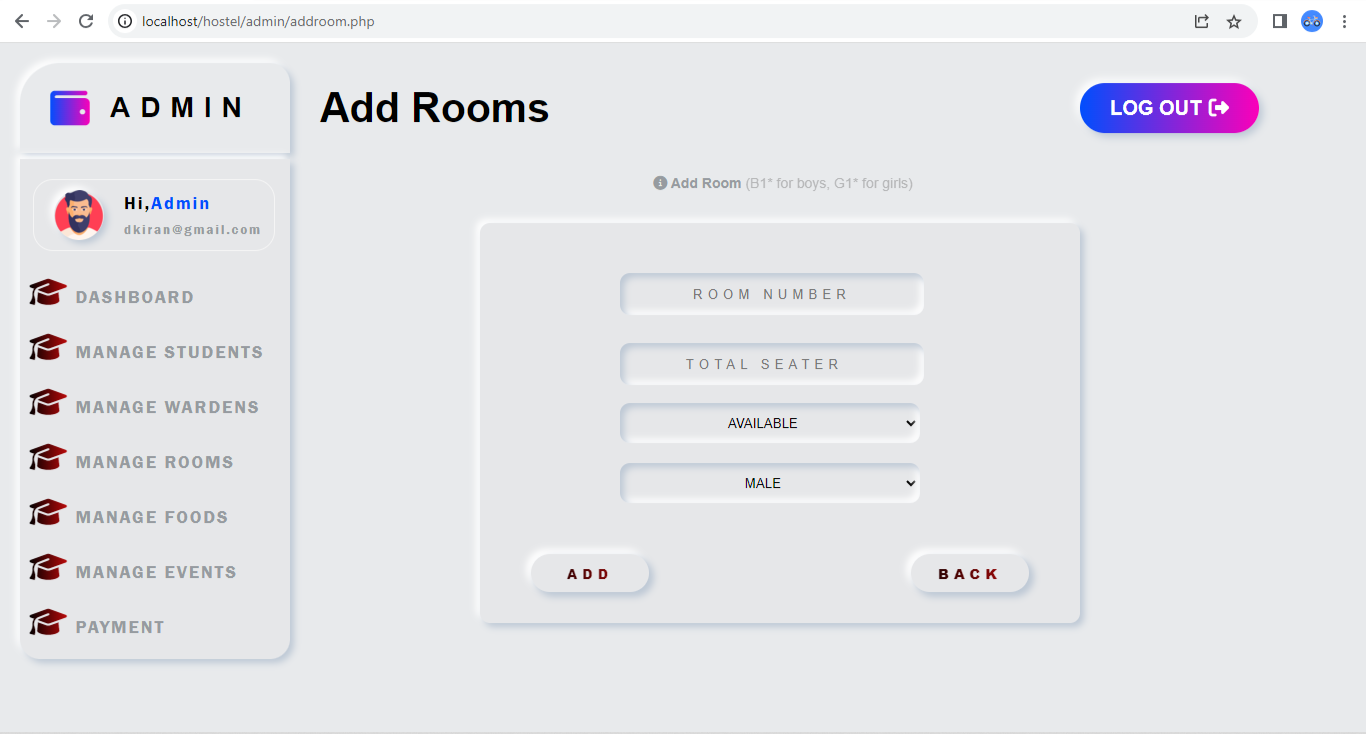 localhost/hostel/admin/addroom.php
ADMIN
Add Rooms
LOG OUT
Hi,Admin
dkiran@gmail.com
DASHBOARD
MANAGE STUDENTS
MANAGE WARDENS
MANAGE ROOMS
MANAGE FOODS
MANAGE EVENTS
PAYMENT
Add Room (B1* for boys, G1* for girls)
ROOM NUMBER
TOTAL SEATER
AVAILABLE
MALE
ADD
BACK